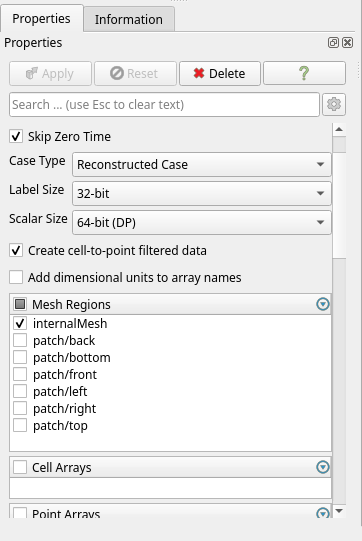 Properties
Information
Properties
Apply
Reset
Delete
?
Search ... (use Esc to clear text)
Skip Zero Time
Case Type
Reconstructed Case
Label Size
32-bit
Scalar Size
64-bit (DP)
Create cell-to-point filtered data
Add dimensional units to array names
Mesh Regions
internalMesh
patch/back
patch/bottom
patch/front
patch/left
patch/right
patch/top
Cell Arrays
Point Arrays